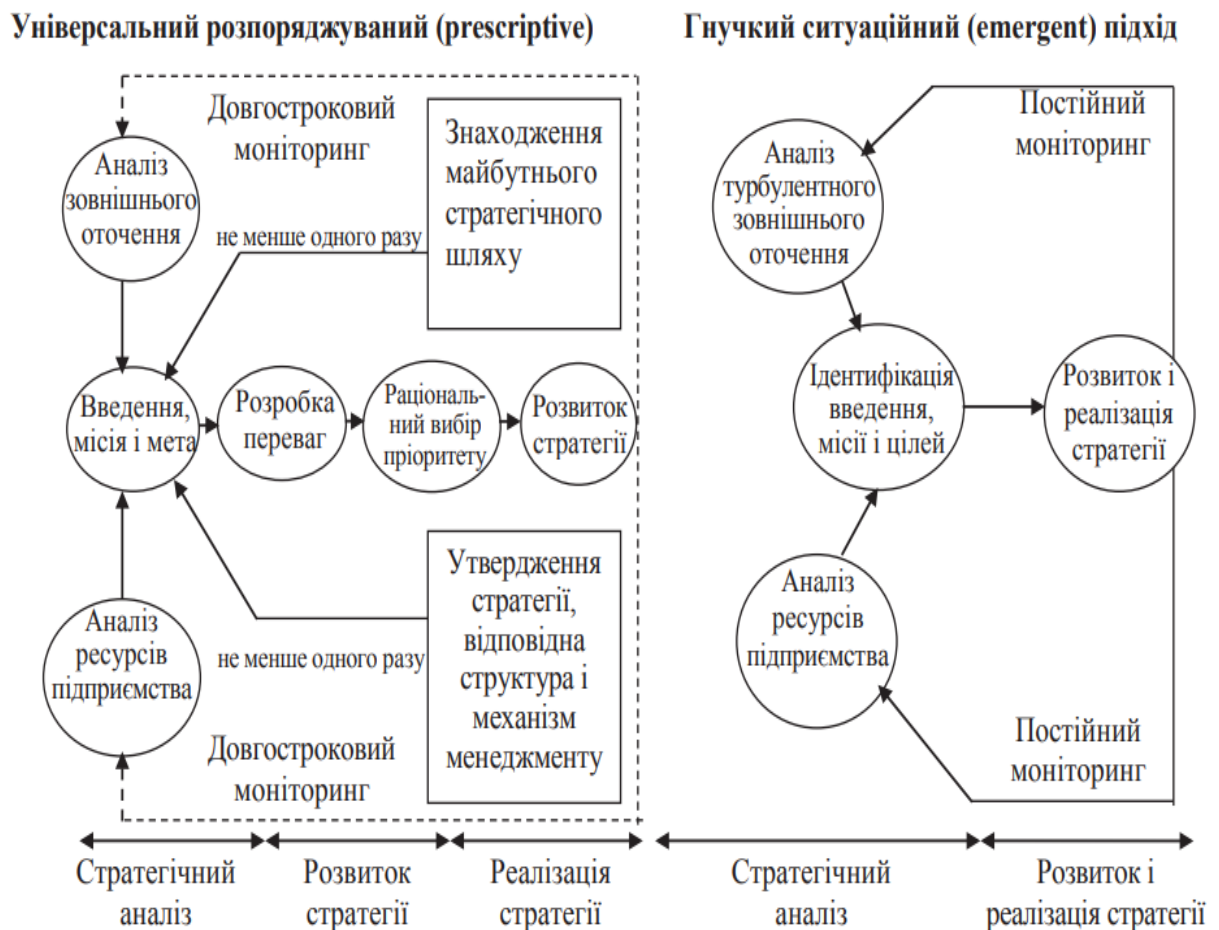 Універсальний розпоряджуваний (prescriptive)
Довгостроковий
моніторинг
Аналіз
зовнішнього
оточення
Знаходження
майбутнього
стратегічного
шляху
не менше одного разу
Введення,
місія і мета
Розробка
переваг
Раціональ-
ний вибір
пріоритету
Розвиток
стратегії
Аналіз
ресурсів
підприємства
не менше одного разу
Утвердження
стратегії,
відповідна
структура і
механізм
менеджменту
Довгостроковий
моніторинг
Стратегічний
аналіз
Розвиток
стратегії
Реалізація
стратегії
Гнучкий ситуаційний (emergent) підхід
Постійний
моніторинг
Аналіз
турбулентного
зовнішнього
оточення
Ідентифікація
введення,
місії і цілей
Розвиток і
реалізація
стратегії
Аналіз
ресурсів
підприємства
Постійний
моніторинг
Стратегічний
аналіз
Розвиток і
реалізація стратегії